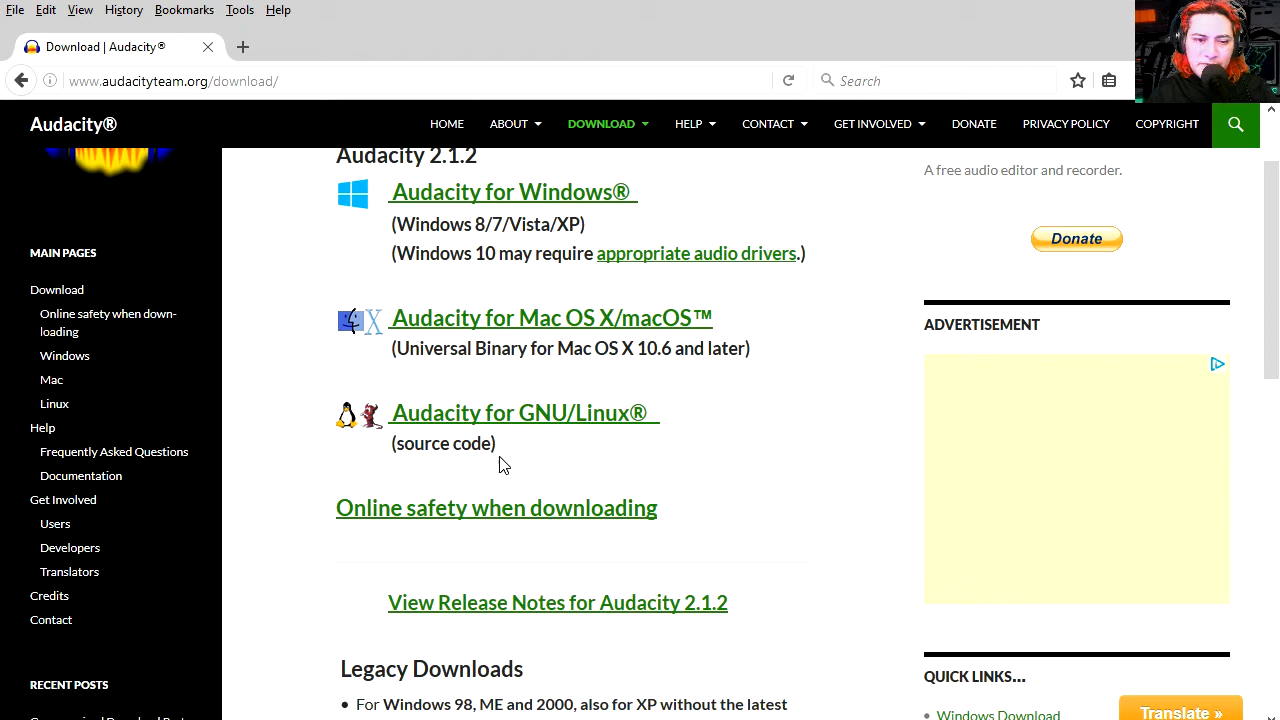 File Edit View History Bookmarks Tools Help
Download | Audacity®
www.audacityteam.org/download/
Search
Audacity®
HOME ABOUT DOWNLOAD HELP CONTACT GET INVOLVED DONATE PRIVACY POLICY COPYRIGHT
MAIN PAGES
Download
Online safety when down-
loading
Windows
Mac
Linux
Help
Frequently Asked Questions
Documentation
Get Involved
Users
Developers
Translators
Credits
Contact
RECENT POSTS
Audacity 2.1.2
Audacity for Windows®
(Windows 8/7/Vista/XP)
(Windows 10 may require appropriate audio drivers.)
Audacity for Mac OS X/macOS™
(Universal Binary for Mac OS X 10.6 and later)
Audacity for GNU/Linux®
(source code)
Online safety when downloading
View Release Notes for Audacity 2.1.2
Legacy Downloads
• For Windows 98, ME and 2000, also for XP without the latest
A free audio editor and recorder.
Donate
ADVERTISEMENT
QUICK LINKS...
• Windows Download
Translate »